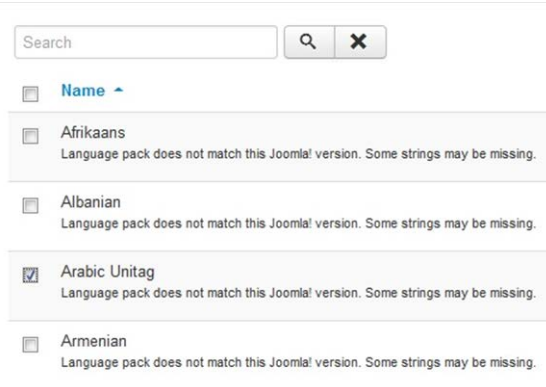 Search
Name
Afrikaans
Language pack does not match this Joomla! version. Some strings may be missing.
Albanian
Language pack does not match this Joomla! version. Some strings may be missing.
Arabic Unitag
Language pack does not match this Joomla! version. Some strings may be missing.
Armenian
Language pack does not match this Joomla! version. Some strings may be missing.